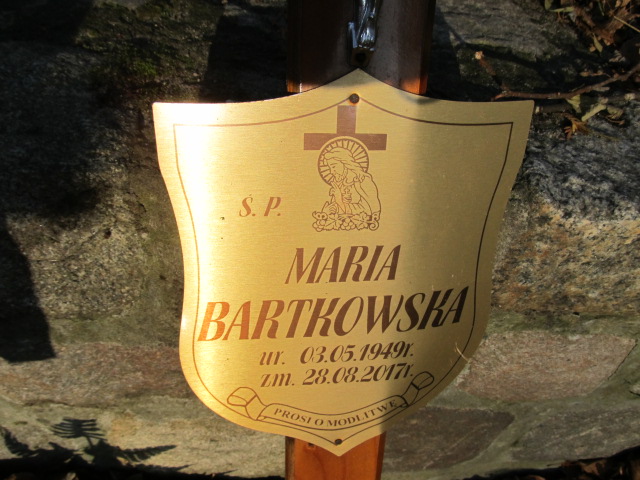 Ś. P.
MARIA
BARTKOWSKA
ur. 03.05.1949r.
zm. 28.08.2017r.
PROSI O MODLITWĘ